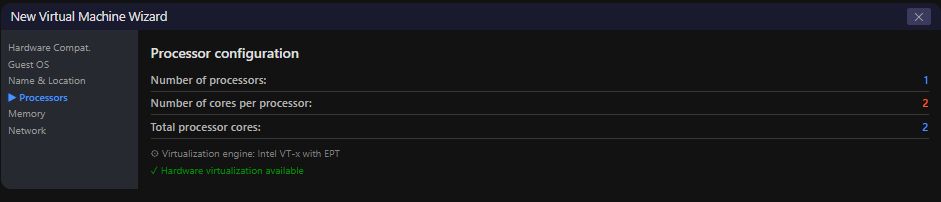 New Virtual Machine Wizard
Hardware Compat.
Guest OS
Name & Location
▶ Processors
Memory
Network
Processor configuration
Number of processors: 1
Number of cores per processor: 2
Total processor cores: 2
⚙ Virtualization engine: Intel VT-x with EPT
✓ Hardware virtualization available